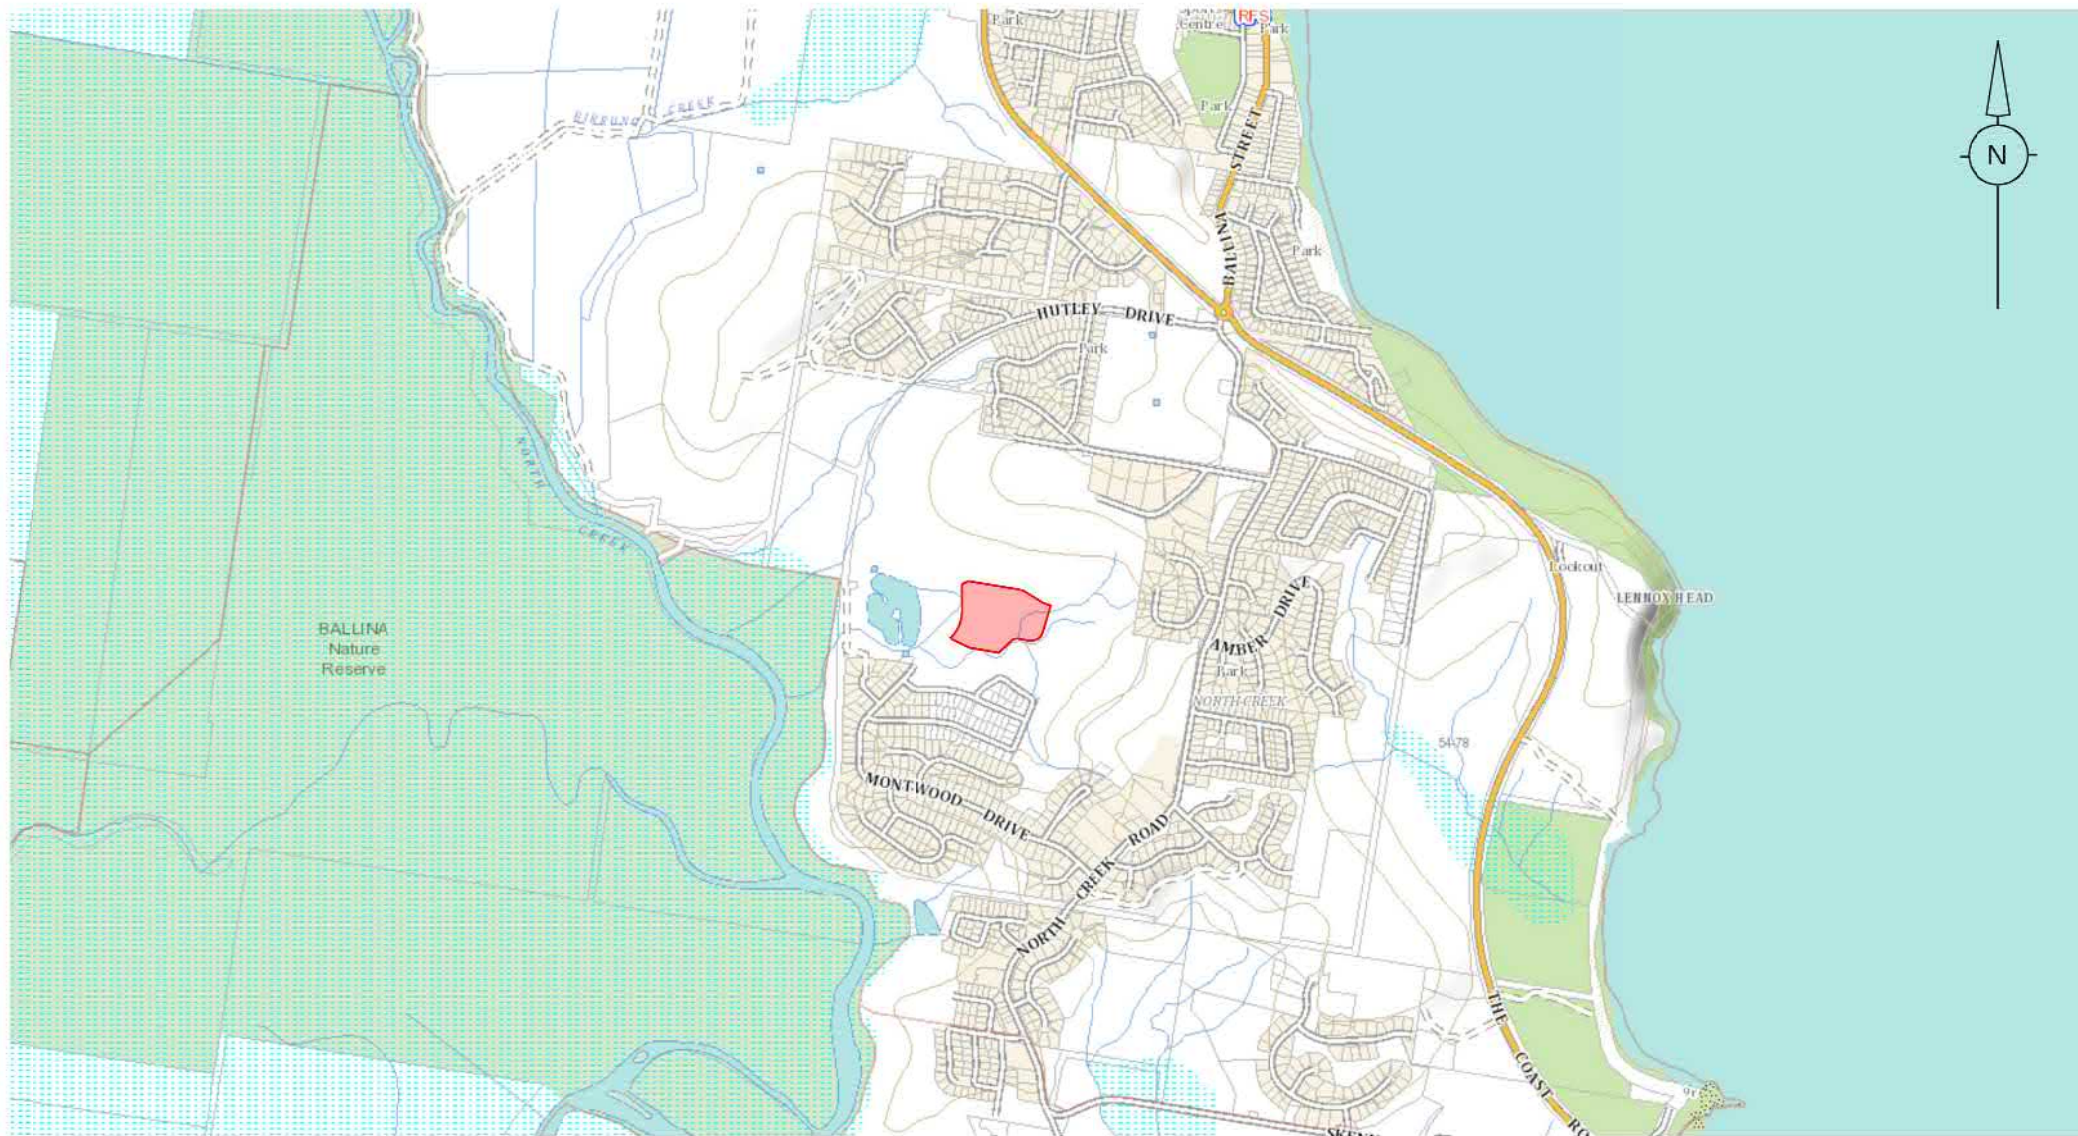 Park
Centre
RFS
Park
N
BIRRUNG CREEK
Park
BALLINA STREET
Park
HUTLEY DRIVE
Park
NORTH CREEK
Lookout
LENNOX HEAD
AMBER DRIVE
BALLINA
Nature
Reserve
Park
NORTH CREEK
54-78
MONTWOOD DRIVE
NORTH CREEK ROAD
THE COAST